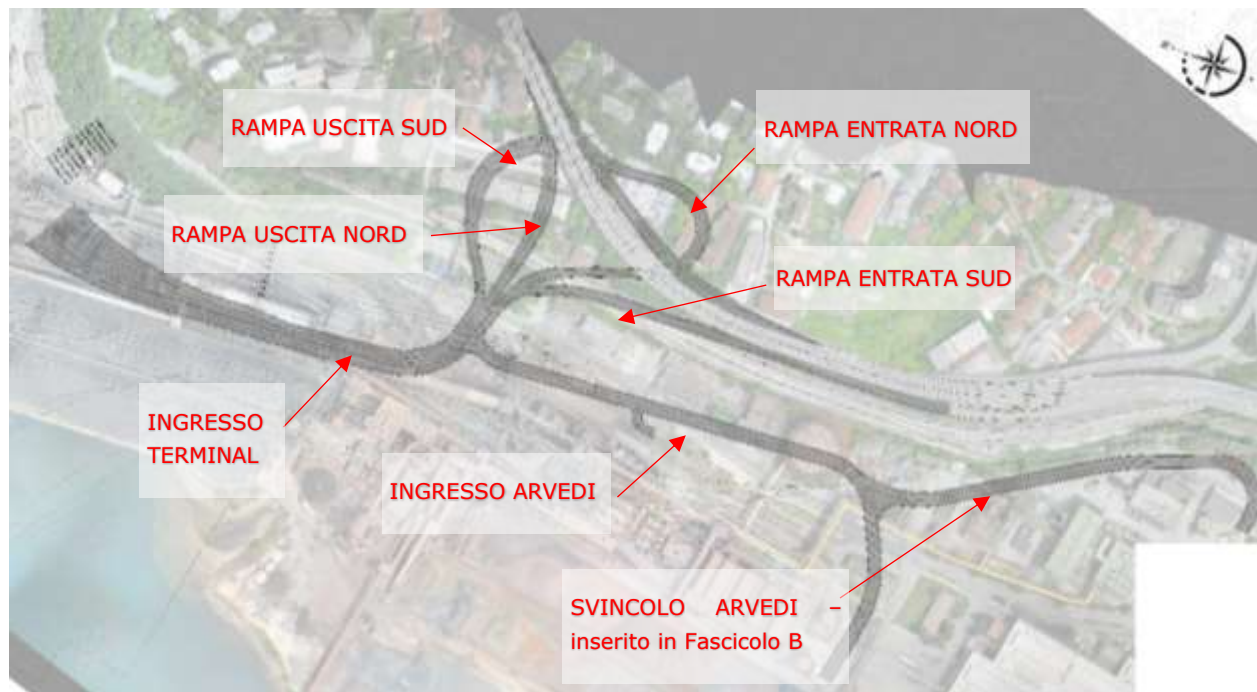 RAMPA USCITA SUD
RAMPA ENTRATA NORD
RAMPA USCITA NORD
RAMPA ENTRATA SUD
INGRESSO
TERMINAL
INGRESSO ARVEDI
SVINCOLO ARVEDI –
inserito in Fascicolo B